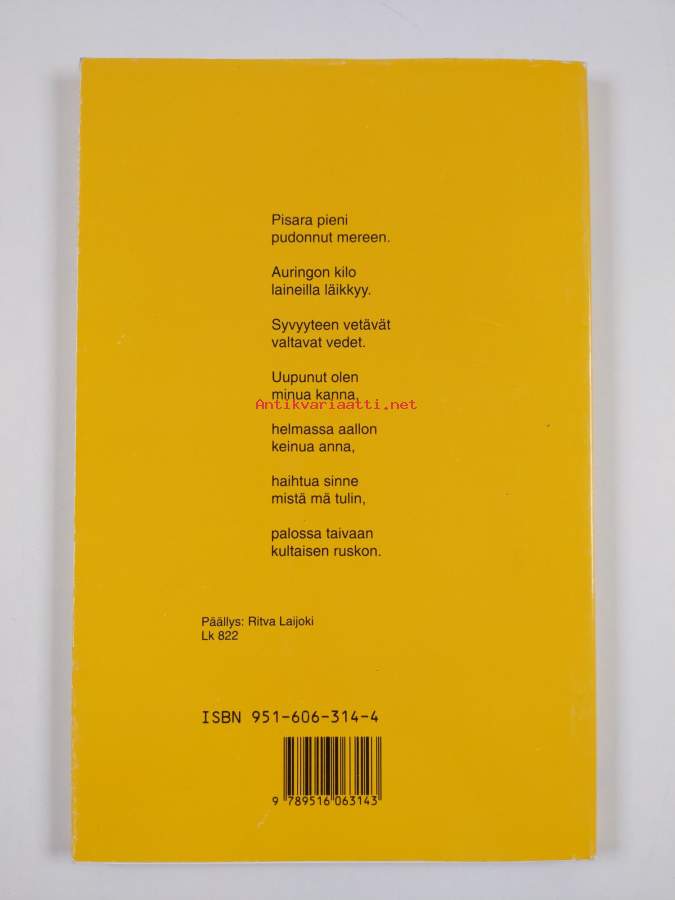 Pisara pieni
pudonnut mereen.
Auringon kilo
laineilla läikkyy.
Syvyyteen vetävät
valtavat vedet.
Uupunut olen
minua kanna,
Antikvariaatti.net
helmassa aallon
keinua anna,
haihtua sinne
mistä mä tulin,
palossa taivaan
kultaisen ruskon.
Päällys: Ritva Laijoki
Lk 822
ISBN 951-606-314-4
9 789516 063143